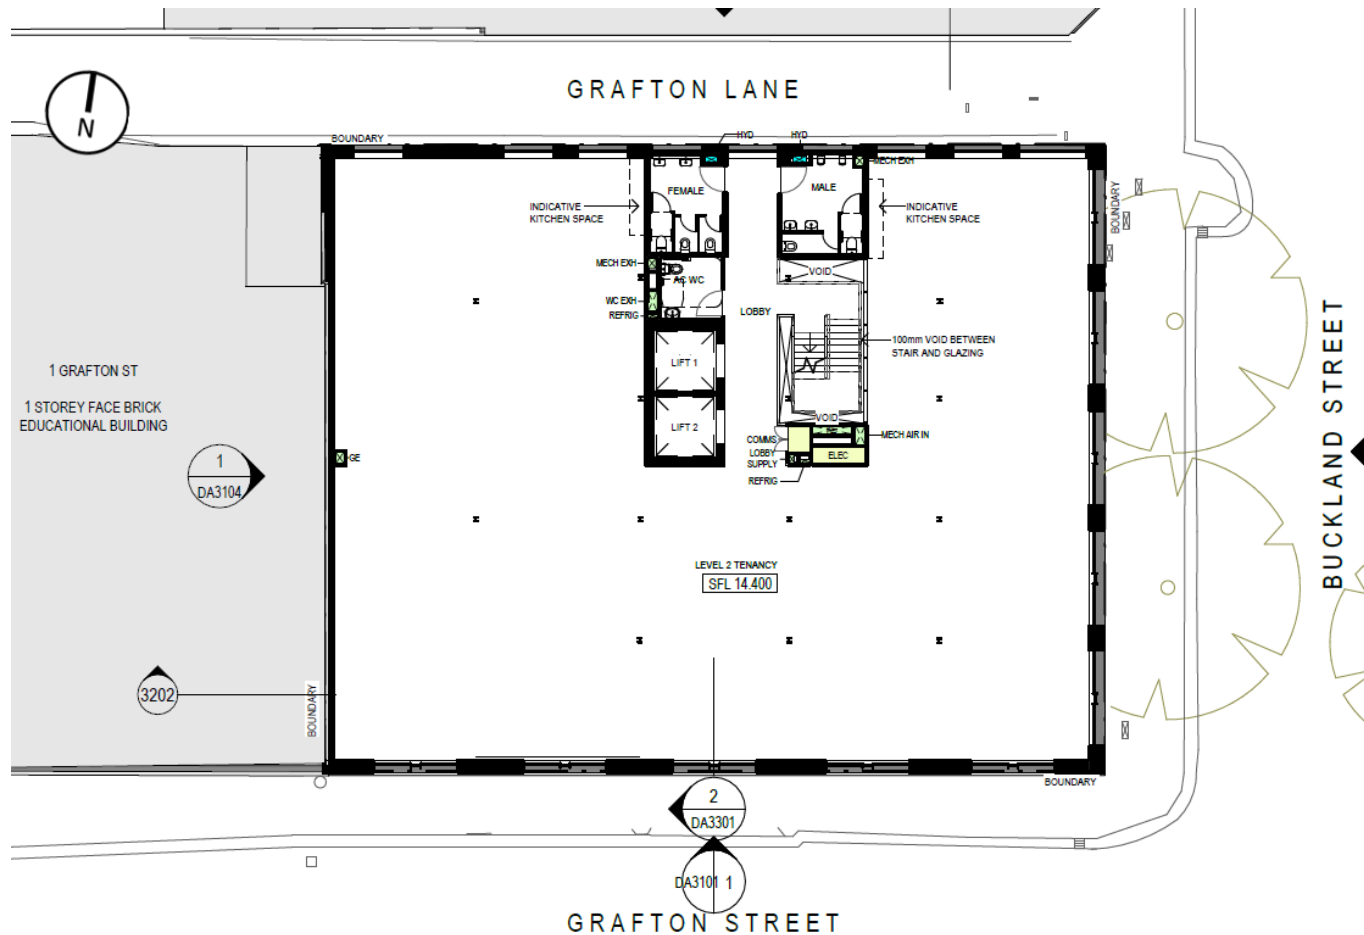 GRAFTON LANE
N
BOUNDARY
HYD
HYD
MECH EXH
FEMALE
MALE
INDICATIVE
KITCHEN SPACE
INDICATIVE
KITCHEN SPACE
BOUNDARY
MECH EXH
AC WC
VOID
WC EXH
REFRIG
LOBBY
100mm VOID BETWEEN
STAIR AND GLAZING
LIFT 1
1 GRAFTON ST
1 STOREY FACE BRICK
EDUCATIONAL BUILDING
LIFT 2
VOID
MECH AIR IN
COMMS
LOBBY
SUPPLY
ELEC
REFRIG
GE
1
DA3104
BUCKLAND STREET
LEVEL 2 TENANCY
SFL 14.400
3202
BOUNDARY
BOUNDARY
2
DA3301
DA3101 1
GRAFTON STREET